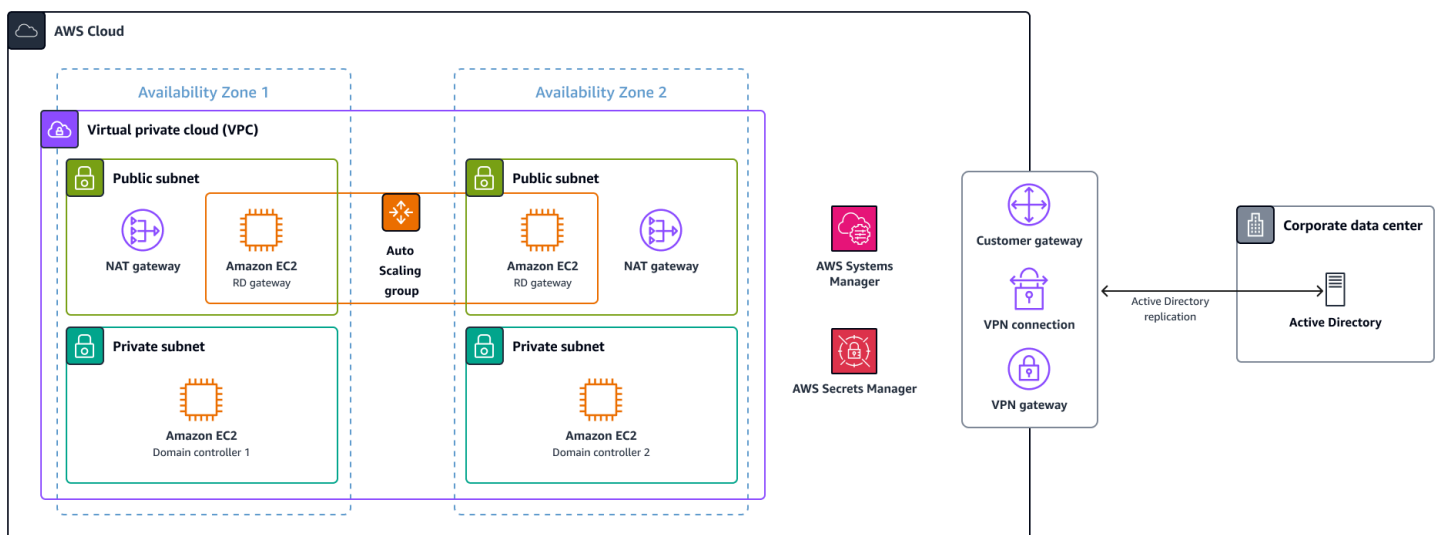 AWS Cloud
Availability Zone 1
Availability Zone 2
Virtual private cloud (VPC)
Public subnet
NAT gateway
Amazon EC2
RD gateway
Auto
Scaling
group
Public subnet
Amazon EC2
RD gateway
NAT gateway
Private subnet
Amazon EC2
Domain controller 1
Private subnet
Amazon EC2
Domain controller 2
AWS Systems
Manager
AWS Secrets Manager
Customer gateway
VPN connection
VPN gateway
Active Directory
replication
Corporate data center
Active Directory